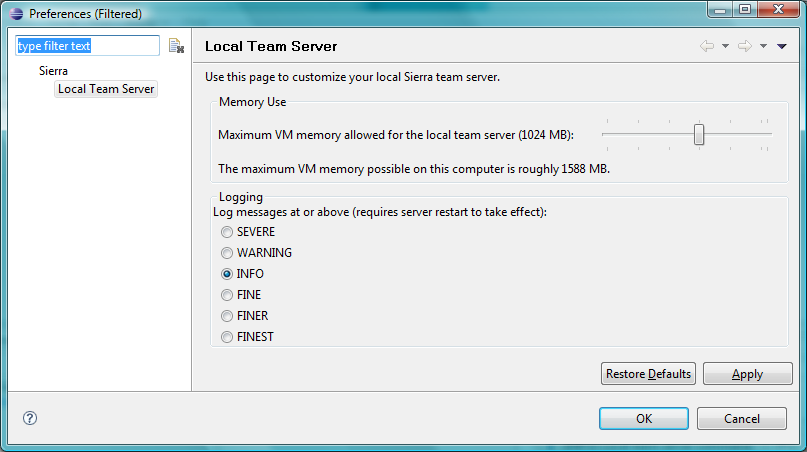 Preferences (Filtered)
type filter text
Sierra
Local Team Server
Local Team Server
Use this page to customize your local Sierra team server.
Memory Use
Maximum VM memory allowed for the local team server (1024 MB):
The maximum VM memory possible on this computer is roughly 1588 MB.
Logging
Log messages at or above (requires server restart to take effect):
SEVERE
WARNING
INFO
FINE
FINER
FINEST
Restore Defaults Apply
? OK Cancel